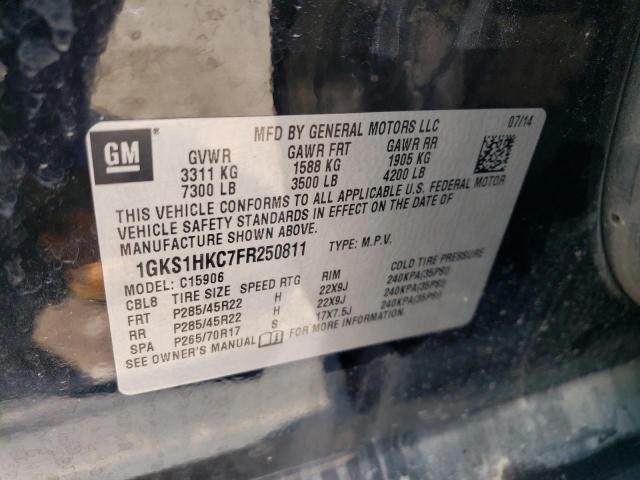 GM
MFD BY GENERAL MOTORS LLC 07/14
GVWR GAWR FRT GAWR RR
3311 KG 1588 KG 1905 KG
7300 LB 3500 LB 4200 LB
THIS VEHICLE CONFORMS TO ALL APPLICABLE U.S. FEDERAL MOTOR
VEHICLE SAFETY STANDARDS IN EFFECT ON THE DATE OF
MANUFACTURE SHOWN ABOVE.
1GKS1HKC7FR250811 TYPE: M.P.V.
MODEL: C15906
CBL8 TIRE SIZE SPEED RTG RIM COLD TIRE PRESSURE
FRT P285/45R22 H 22X9J 240KPA(35PSI)
RR P285/45R22 H 22X9J 240KPA(35PSI)
SPA P265/70R17 S 17X7.5J 240KPA(35PSI)
SEE OWNER'S MANUAL FOR MORE INFORMATION